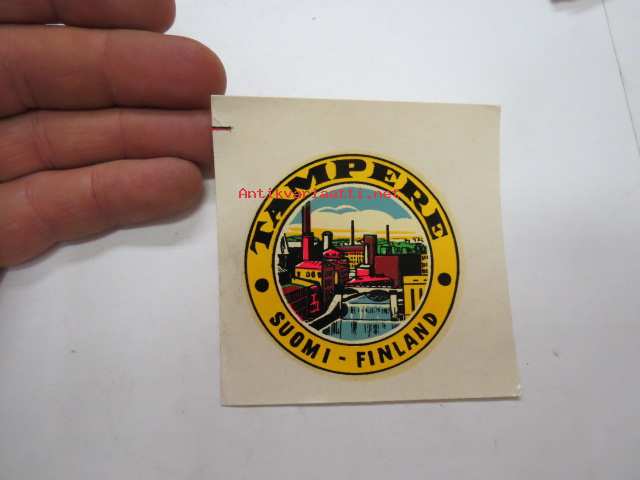 TAMPERE
Antikvariaatti.net
SUOMI - FINLAND